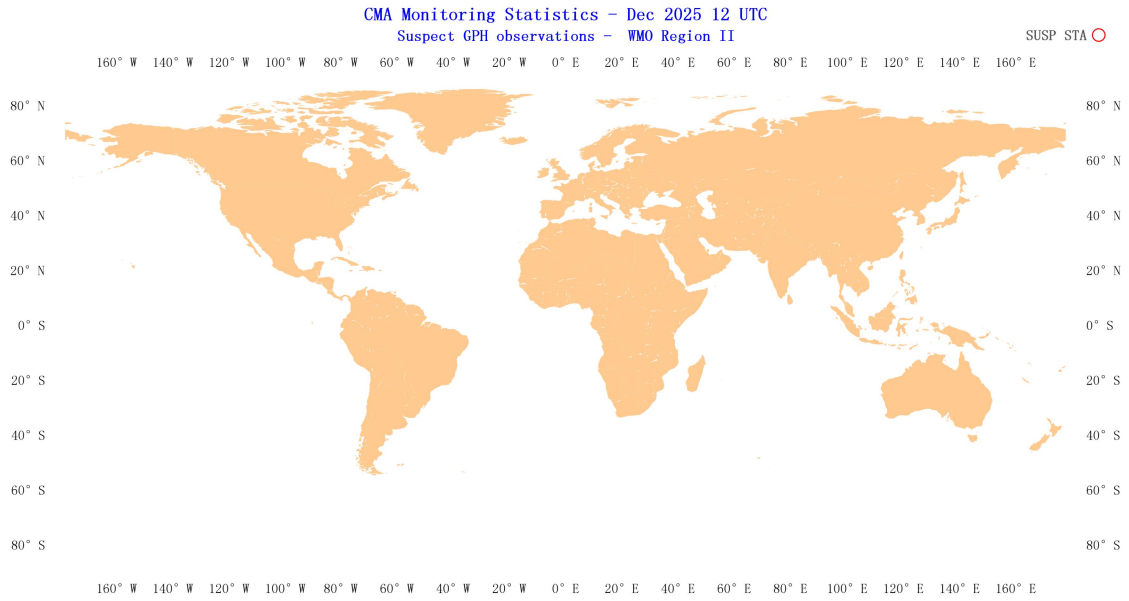 CMA Monitoring Statistics - Dec 2025 12 UTC
Suspect GPH observations - WMO Region II
SUSP STA
160° W 140° W 120° W 100° W 80° W 60° W 40° W 20° W 0° E 20° E 40° E 60° E 80° E 100° E 120° E 140° E 160° E
80° N 80° N
60° N 60° N
40° N 40° N
20° N 20° N
0° S 0° S
20° S 20° S
40° S 40° S
60° S 60° S
80° S 80° S
160° W 140° W 120° W 100° W 80° W 60° W 40° W 20° W 0° E 20° E 40° E 60° E 80° E 100° E 120° E 140° E 160° E